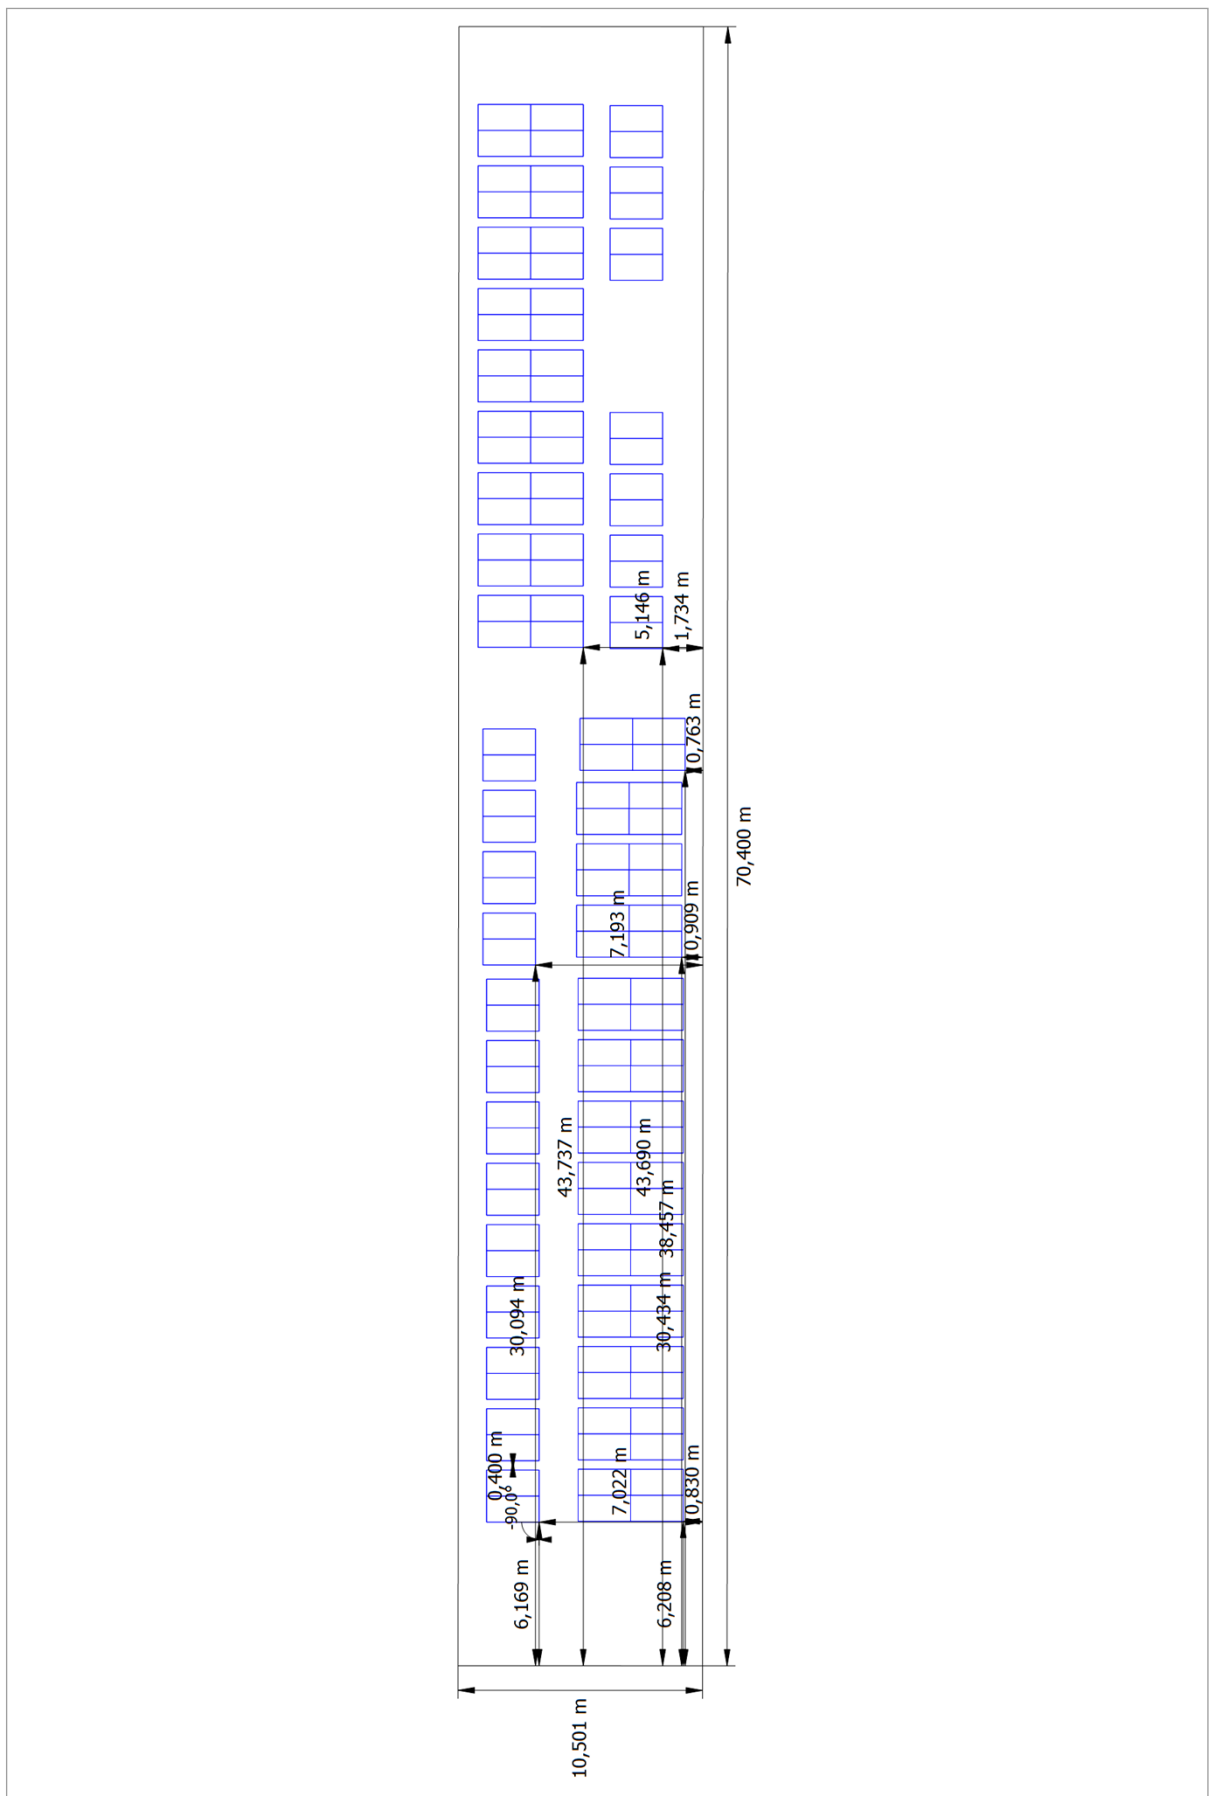 5,146 m
1,734 m
0,763 m
70,400 m
7,193 m
0,909 m
43,737 m
43,690 m
38,457 m
30,094 m
30,434 m
0,400 m
-90,0°
7,022 m
0,830 m
6,169 m
6,208 m
10,501 m